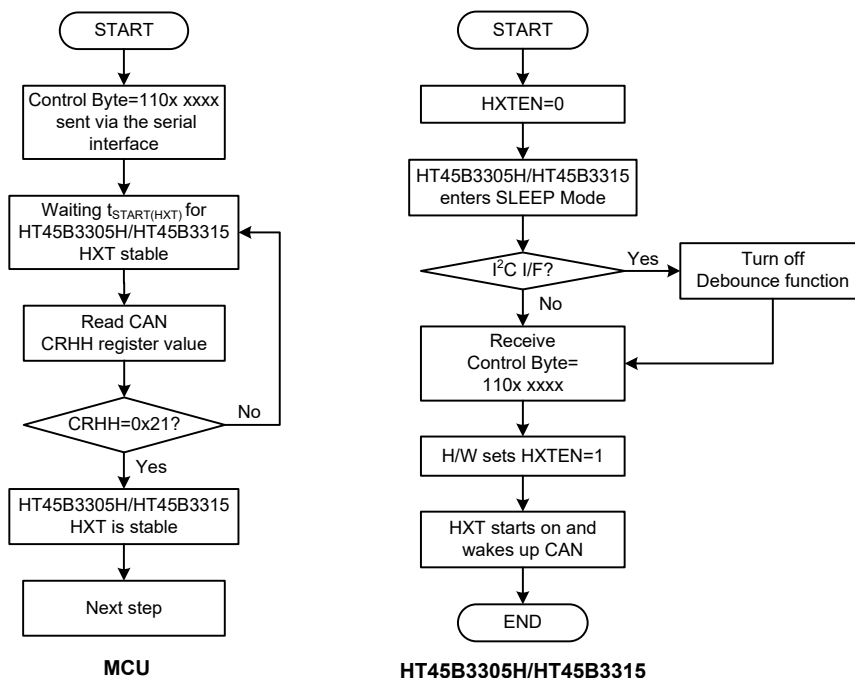 START
Control Byte=110x xxxx
sent via the serial
interface
Waiting tSTART(HXT) for
HT45B3305H/HT45B3315
HXT stable
Read CAN
CRHH register value
CRHH=0x21?
No
Yes
HT45B3305H/HT45B3315
HXT is stable
Next step
MCU
START
HXTEN=0
HT45B3305H/HT45B3315
enters SLEEP Mode
I²C I/F?
Yes
Turn off
Debounce function
No
Receive
Control Byte=
110x xxxx
H/W sets HXTEN=1
HXT starts on and
wakes up CAN
END
HT45B3305H/HT45B3315